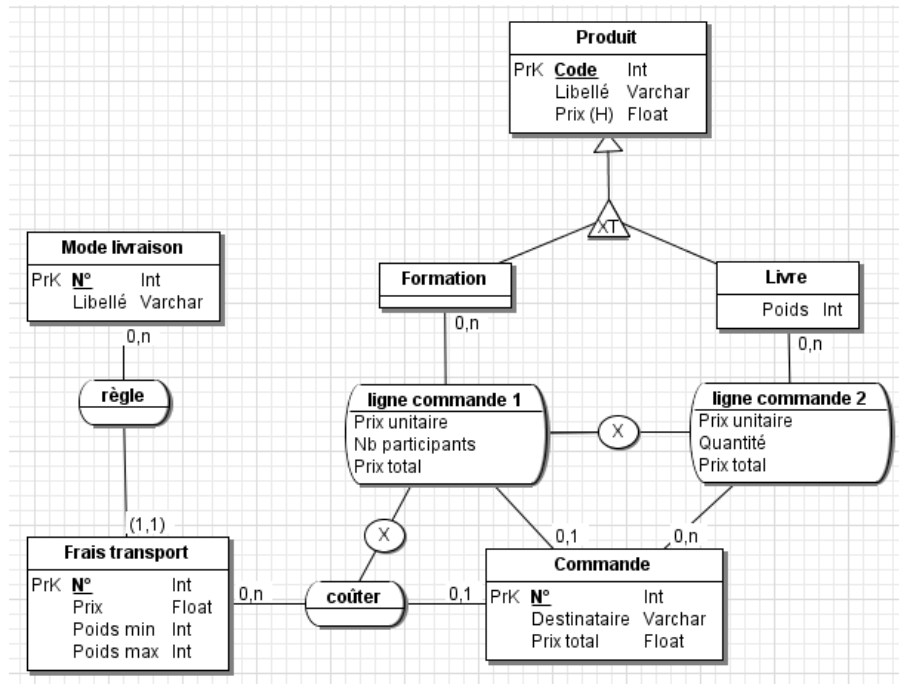 Produit
PrK Code Int
Libellé Varchar
Prix (H) Float
XT
Mode livraison
PrK N° Int
Libellé Varchar
0,n
règle
(1,1)
Formation
0,n
Livre
Poids Int
0,n
ligne commande 1
Prix unitaire
Nb participants
Prix total
X
ligne commande 2
Prix unitaire
Quantité
Prix total
X
0,1
0,n
Frais transport
PrK N° Int
Prix Float
Poids min Int
Poids max Int
0,n
coûter
0,1
Commande
PrK N° Int
Destinataire Varchar
Prix total Float